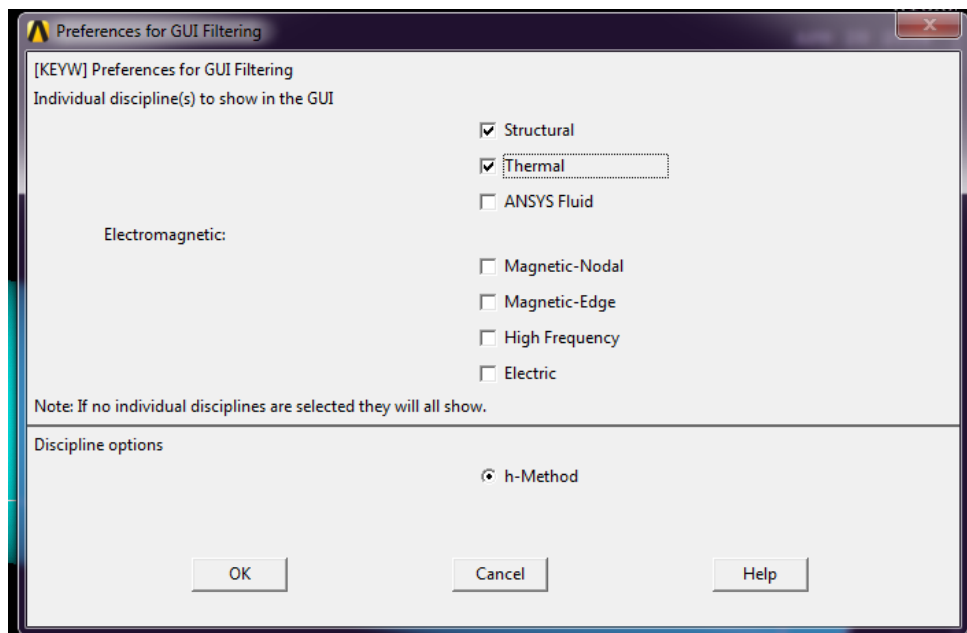 Preferences for GUI Filtering
[KEYW] Preferences for GUI Filtering
Individual discipline(s) to show in the GUI
Structural
Thermal
ANSYS Fluid
Electromagnetic:
Magnetic-Nodal
Magnetic-Edge
High Frequency
Electric
Note: If no individual disciplines are selected they will all show.
Discipline options
h-Method
OK Cancel Help